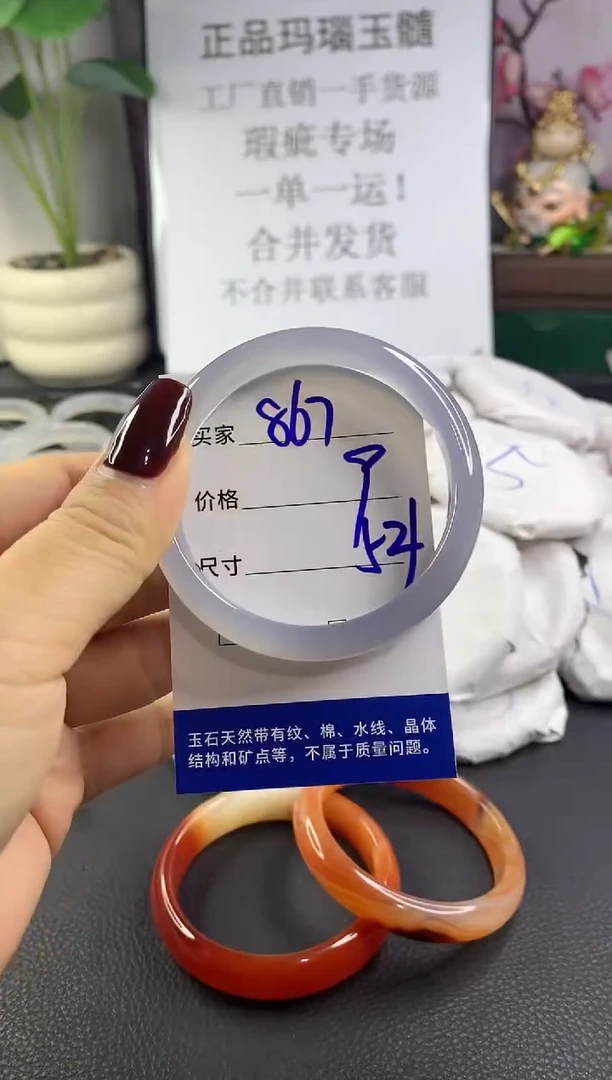 正品玛瑙玉髓
工厂直销一手货源
瑕疵专场
一单一运！
合并发货
不合并联系客服
买家 867
价格
尺寸 54
玉石天然带有纹、棉、水线、晶体
结构和矿点等，不属于质量问题。